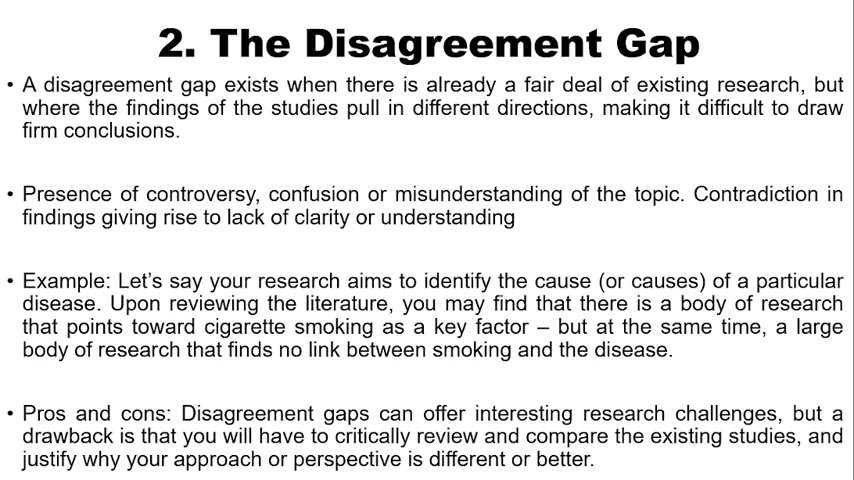 2. The Disagreement Gap
• A disagreement gap exists when there is already a fair deal of existing research, but
where the findings of the studies pull in different directions, making it difficult to draw
firm conclusions.
• Presence of controversy, confusion or misunderstanding of the topic. Contradiction in
findings giving rise to lack of clarity or understanding
• Example: Let’s say your research aims to identify the cause (or causes) of a particular
disease. Upon reviewing the literature, you may find that there is a body of research
that points toward cigarette smoking as a key factor – but at the same time, a large
body of research that finds no link between smoking and the disease.
• Pros and cons: Disagreement gaps can offer interesting research challenges, but a
drawback is that you will have to critically review and compare the existing studies, and
justify why your approach or perspective is different or better.